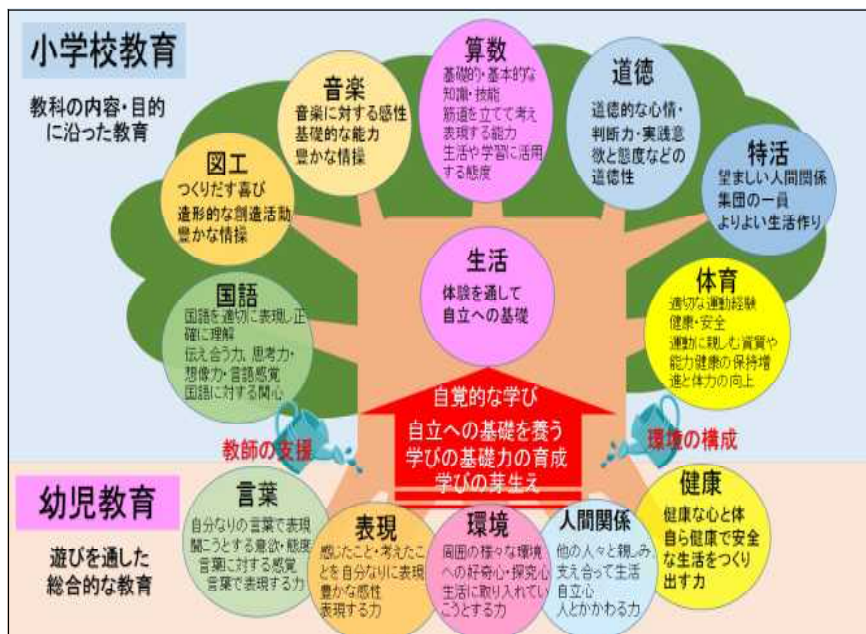 小学校教育
教科の内容・目的
に沿った教育
算数
基礎的・基本的な
知識・技能
筋道を立てて考え
表現する能力
生活や学習に活用
する態度
音楽
音楽に対する感性
基礎的な能力
豊かな情操
道徳
道徳的な心情・
判断力・実践意
欲と態度などの
道徳性
図工
つくりだす喜び
造形的な創造活動
豊かな情操
特活
望ましい人間関係
集団の一員
よりよい生活作り
生活
体験を通して
自立への基礎
国語
国語を適切に表現し正
確に理解
伝え合う力、思考力・
想像力・言語感覚
国語に対する関心
体育
適切な運動経験
健康・安全
運動に親しむ資質や
能力健康の保持増
進と体力の向上
自覚的な学び
自立への基礎を養う
学びの基礎力の育成
学びの芽生え
教師の支援
環境の構成
幼児教育
遊びを通した
総合的な教育
言葉
自分なりの言葉で表現
聞こうとする意欲・態度
言葉に対する感覚
言葉で表現する力
表現
感じたこと・考えたこ
とを自分なりに表現
豊かな感性
表現する力
環境
周囲の様々な環境
への好奇心・探究心
生活に取り入れてい
こうとする力
人間関係
他の人々と親しみ、
支え合って生活
自立心
人とかかわる力
健康
健康な心と体
自ら健康で安全
な生活をつくり
出す力